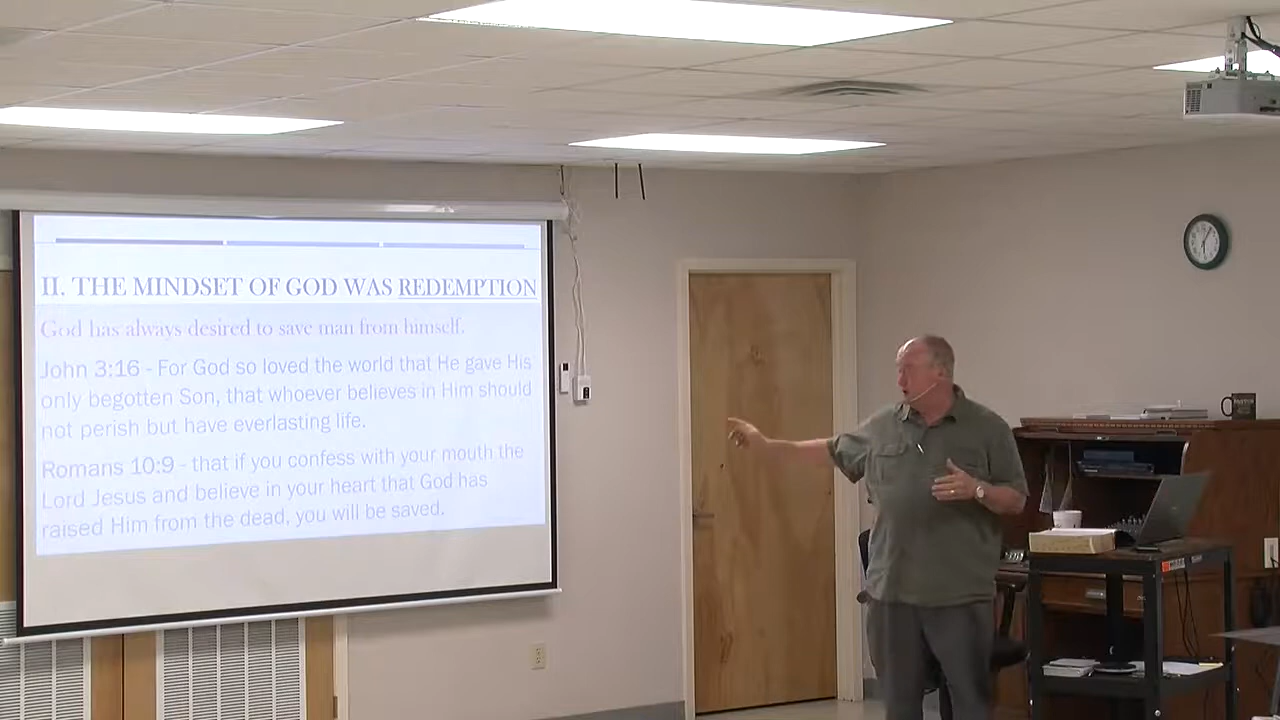 II. THE MINDSET OF GOD WAS REDEMPTION
God has always desired to save man from himself.
John 3:16 - For God so loved the world that He gave His
only begotten Son, that whoever believes in Him should
not perish but have everlasting life.
Romans 10:9 - that if you confess with your mouth the
Lord Jesus and believe in your heart that God has
raised Him from the dead, you will be saved.
PASTOR